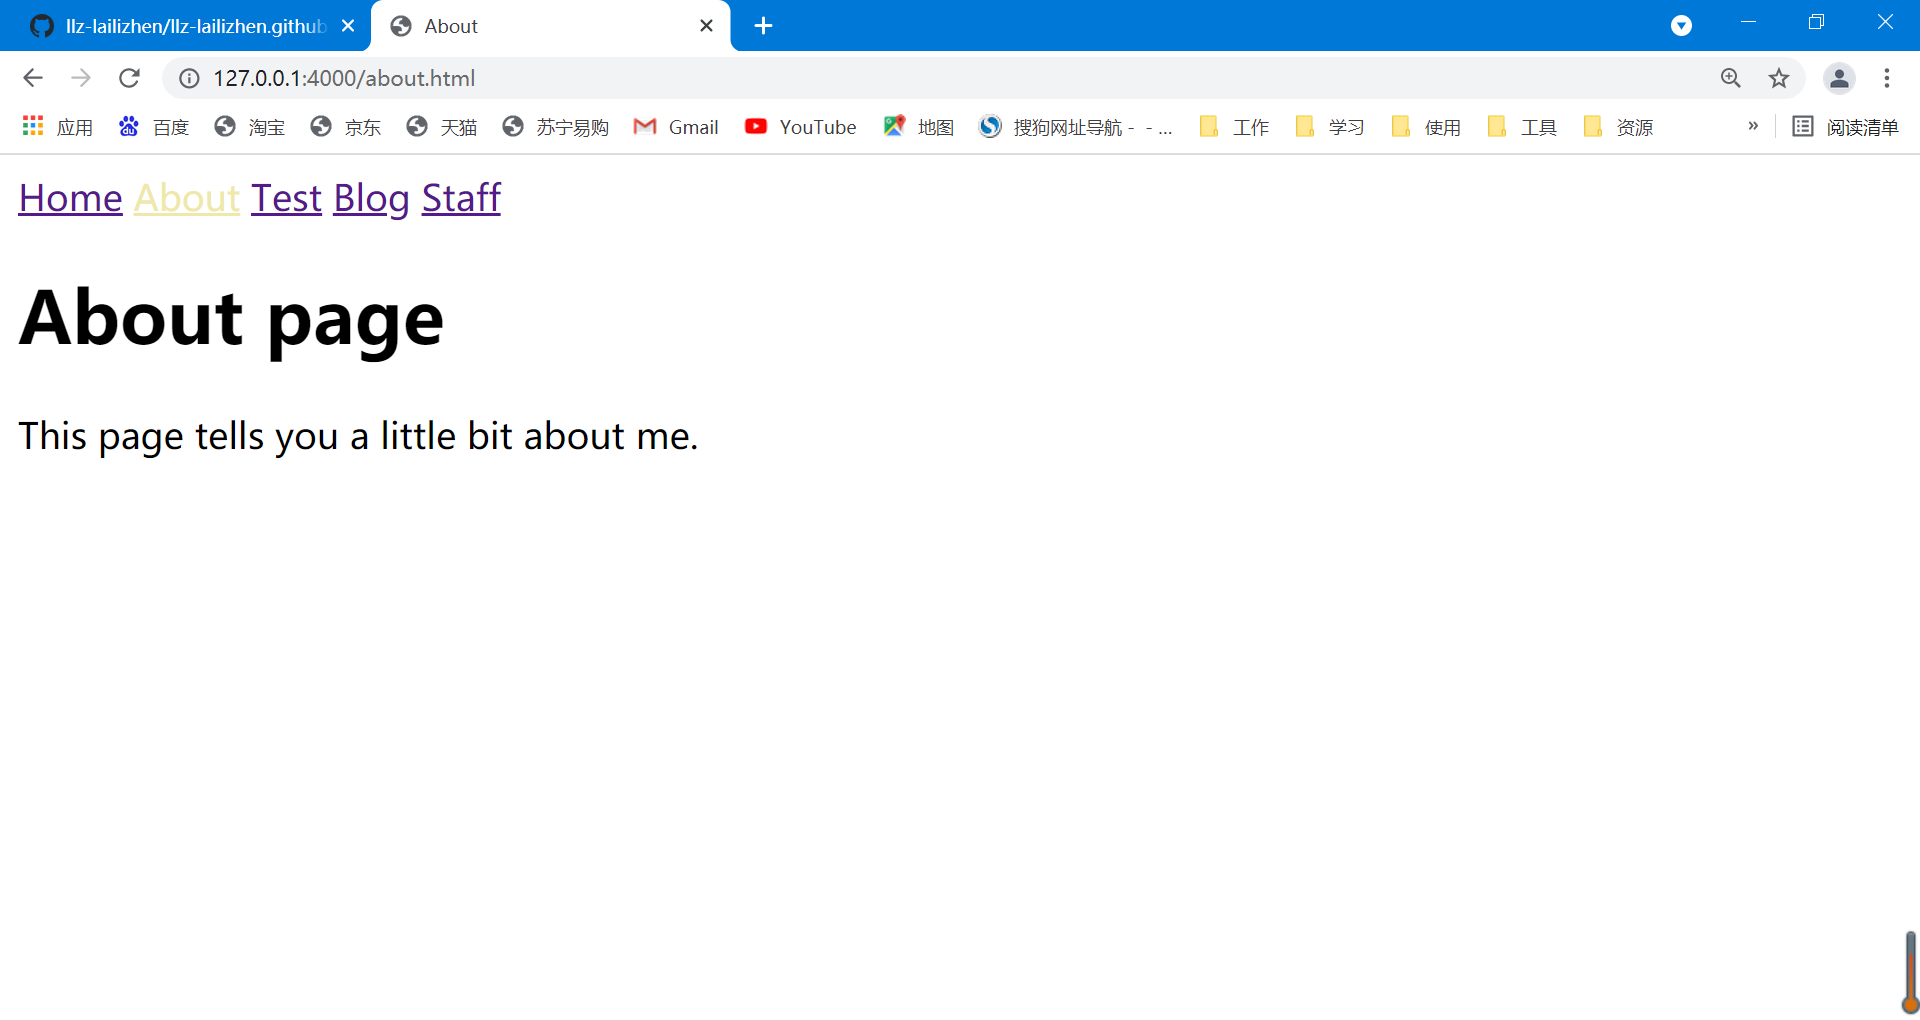 llz-lailizhen/llz-lailizhen.github
About
127.0.0.1:4000/about.html
应用 百度 淘宝 京东 天猫 苏宁易购 Gmail YouTube 地图 搜狗网址导航 - - ... 工作 学习 使用 工具 资源 » 阅读清单
Home About Test Blog Staff
About page
This page tells you a little bit about me.